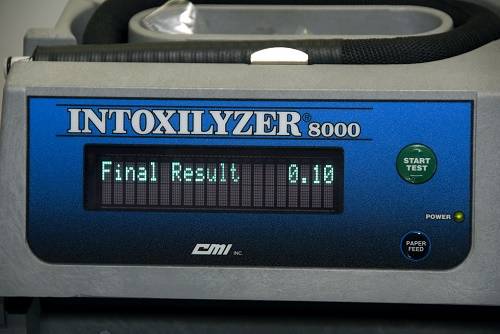 INTOXILYZER® 8000
Final Result 0.10
START
TEST
POWER
PAPER
FEED
CMI INC.